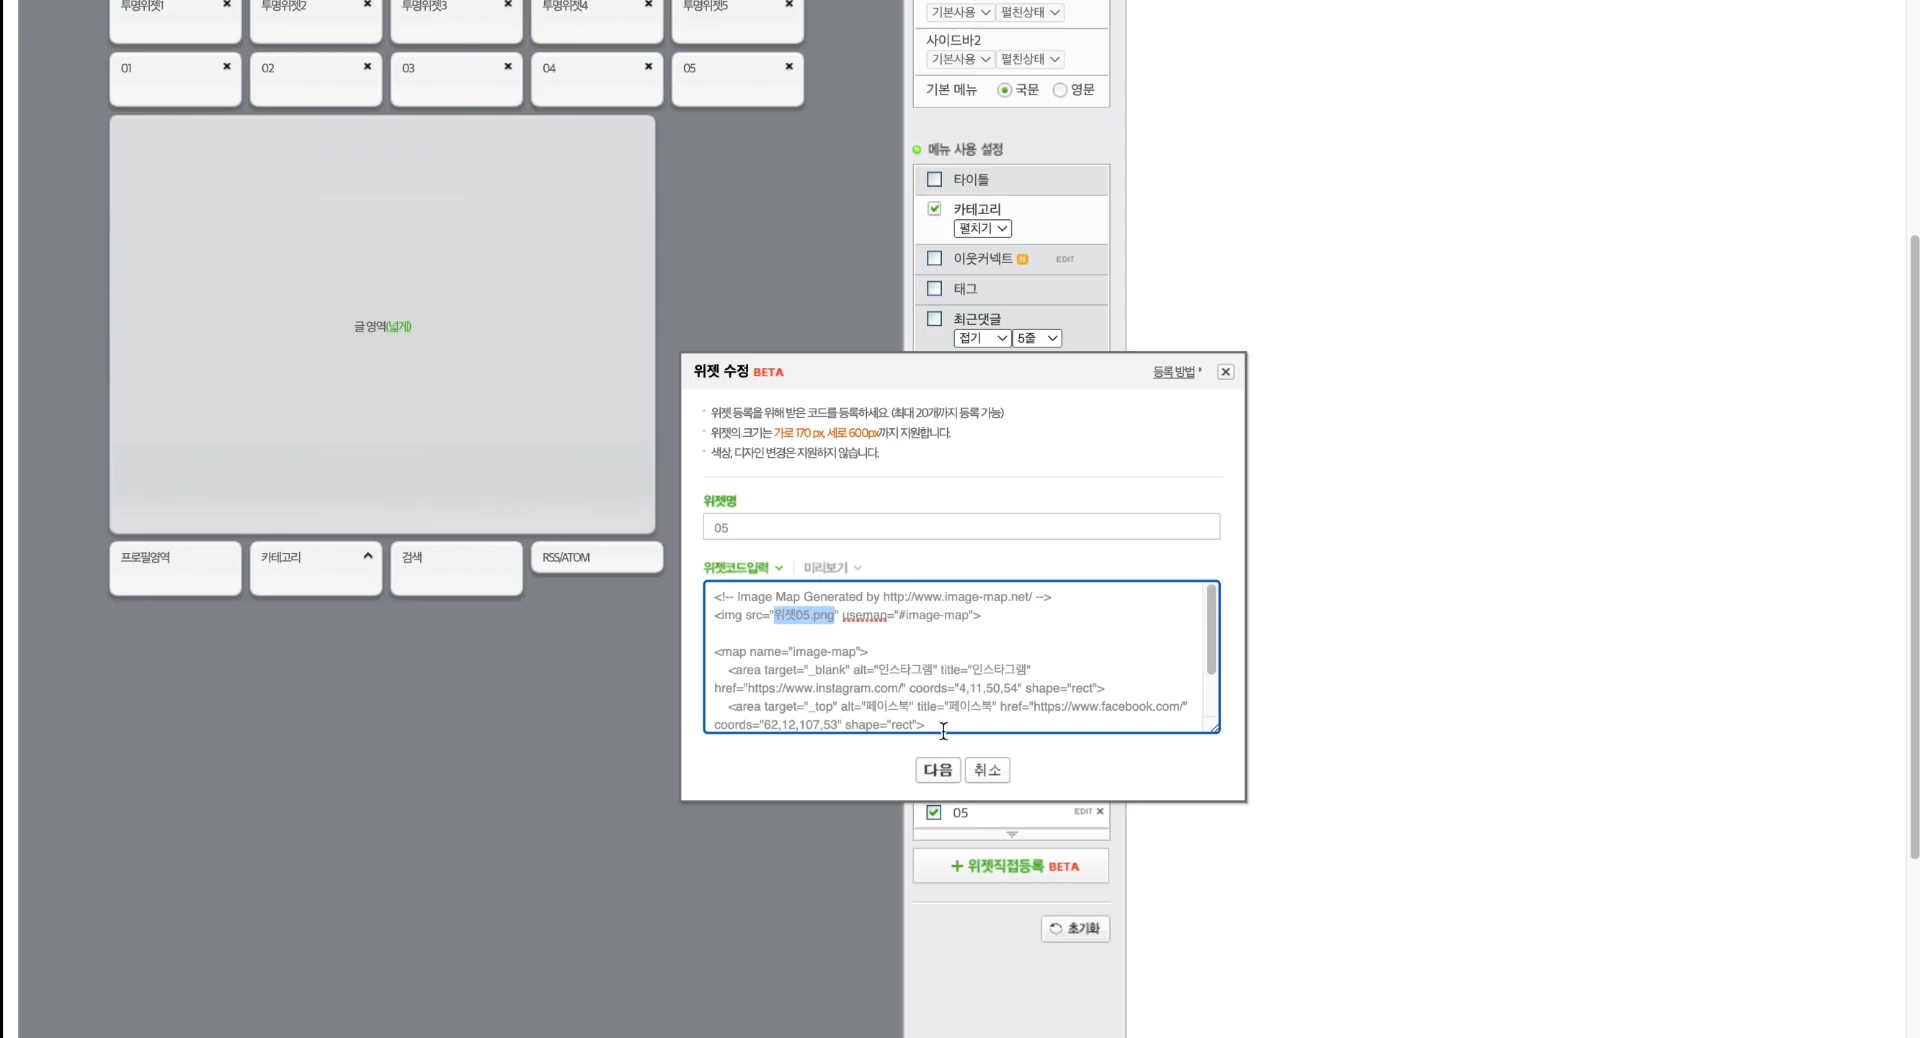 투명위젯1
투명위젯2
투명위젯3
투명위젯4
투명위젯5
01
02
03
04
05
글 영역(넓게)
프로필영역
카테고리
검색
RSS/ATOM
기본사용 펼친상태
사이드바2
기본사용 펼친상태
기본 메뉴 국문 영문
메뉴 사용 설정
타이틀
카테고리
펼치기
이웃커넥트 EDIT
태그
최근댓글
접기 5줄
위젯 수정 BETA
등록 방법
위젯 등록을 위해 받은 코드를 등록하세요. (최대 20개까지 등록 가능)
위젯의 크기는 가로 170 px, 세로 600px까지 지원합니다.
색상, 디자인 변경은 지원하지 않습니다.
위젯명
05
위젯코드입력 미리보기
<!-- Image Map Generated by http://www.image-map.net/ -->
<img src="위젯05.png" usemap="#image-map">
<map name="image-map">
<area target="_blank" alt="인스타그램" title="인스타그램"
href="https://www.instagram.com/" coords="4,11,50,54" shape="rect">
<area target="_top" alt="페이스북" title="페이스북" href="https://www.facebook.com/"
coords="62,12,107,53" shape="rect">
다음 취소
05 EDIT
+ 위젯직접등록 BETA
초기화